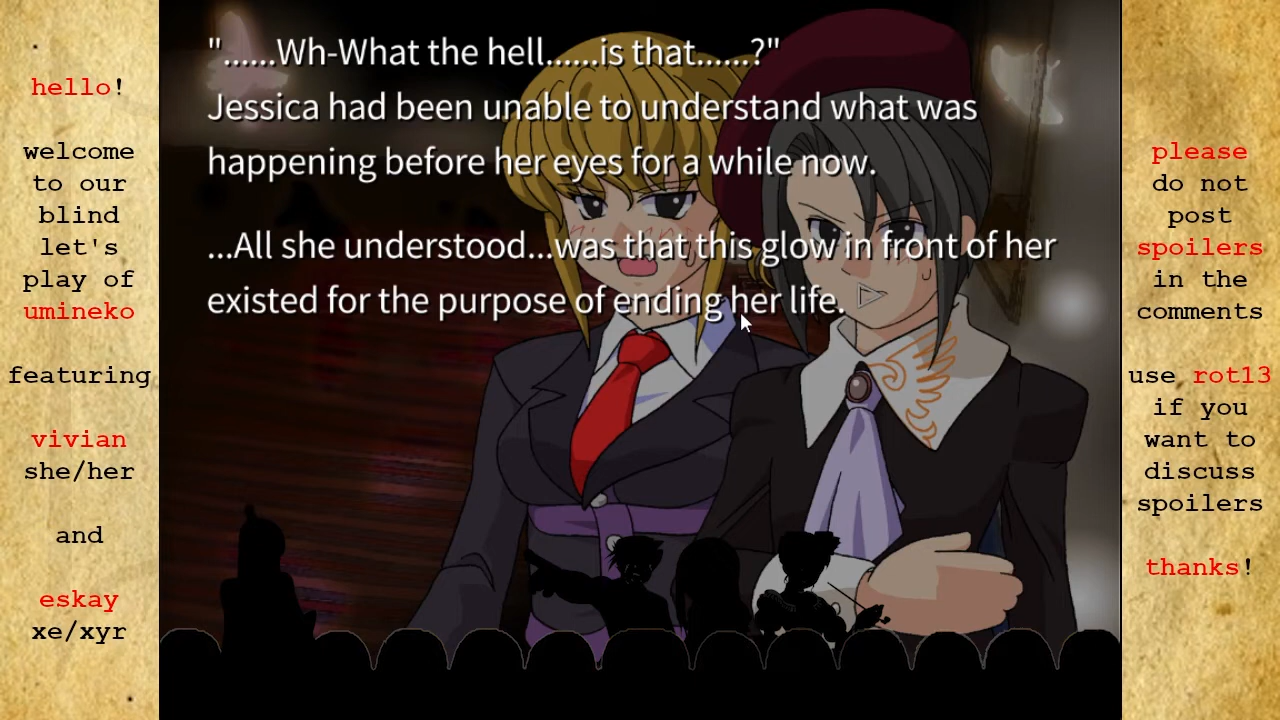 hello!
welcome
to our
blind
let's
play of
umineko
featuring
vivian
she/her
and
eskay
xe/xyr
"......Wh-What the hell......is that......?"
Jessica had been unable to understand what was
happening before her eyes for a while now.
...All she understood...was that this glow in front of her
existed for the purpose of ending her life.
please
do not
post
spoilers
in the
comments
use rot13
if you
want to
discuss
spoilers
thanks!